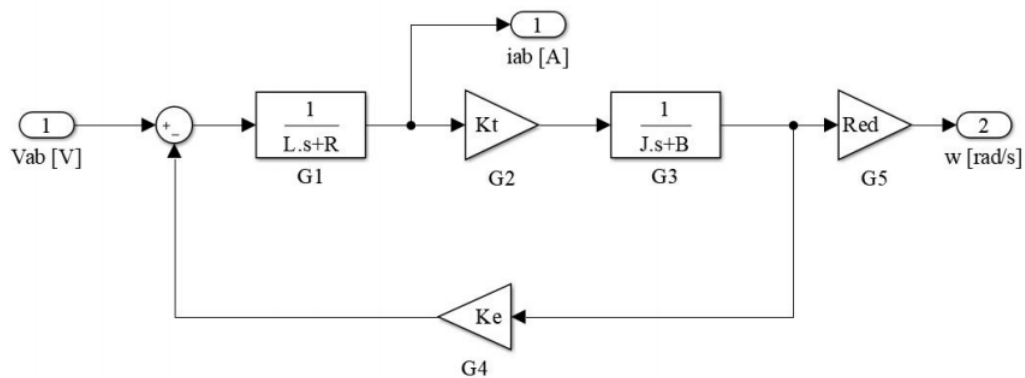 1
iab [A]
1
Vab [V]
+
_
1
L.s+R
G1
Kt
G2
1
J.s+B
G3
Red
G5
2
w [rad/s]
Ke
G4